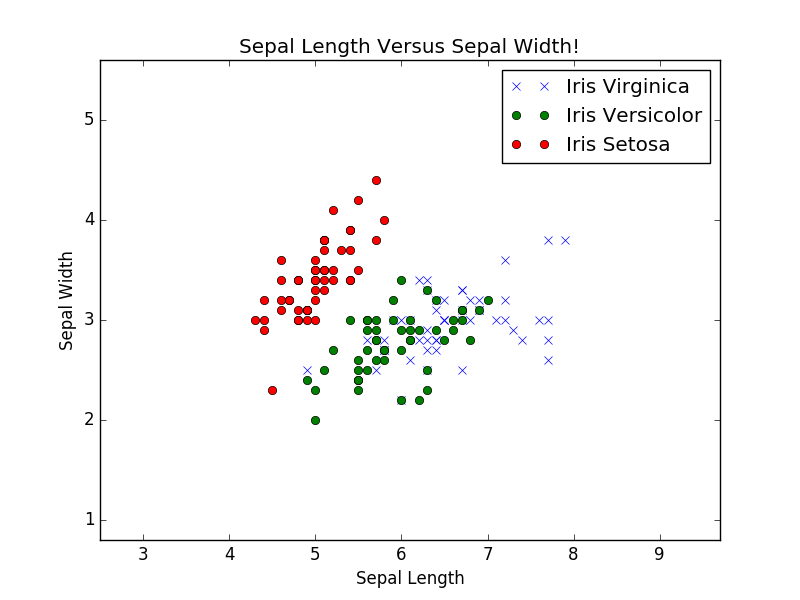 Sepal Length Versus Sepal Width!
Iris Virginica
Iris Versicolor
Iris Setosa
5
4
3
2
1
Sepal Width
3 4 5 6 7 8 9
Sepal Length